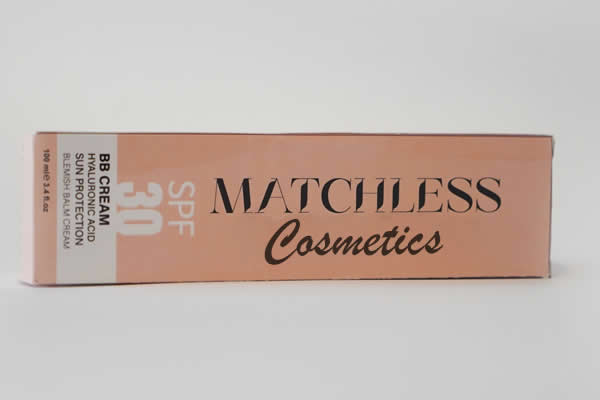 MATCHLESS
Cosmetics
SPF
30
BB CREAM
HYALURONIC ACID
SUN PROTECTION
BLEMISH BALM CREAM
100 ml℮ 3.4 fl.oz